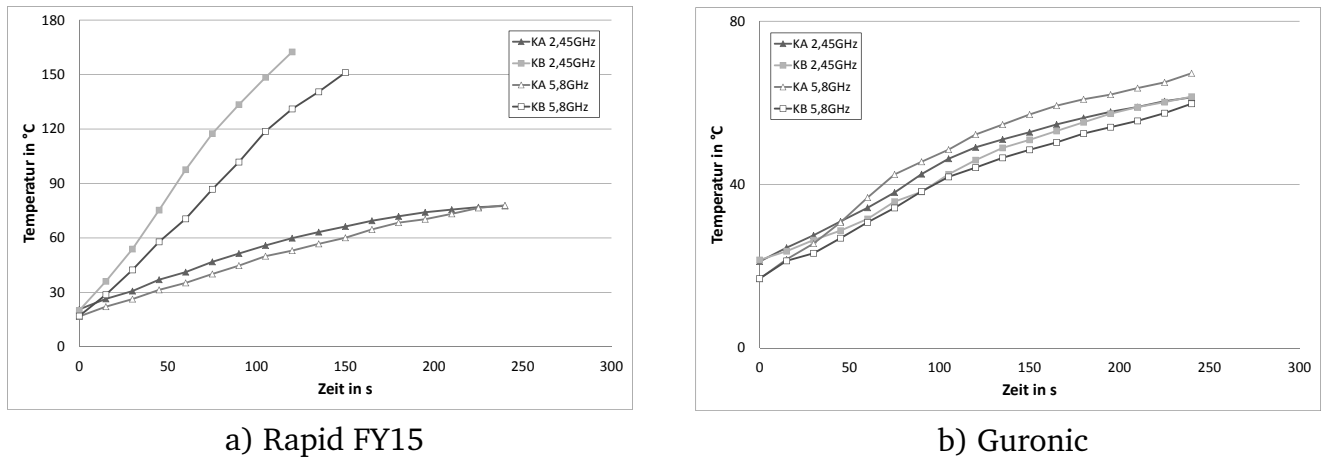 180
150
120
90
60
30
0
0 50 100 150 200 250 300
Temperatur in °C
Zeit in s
KA 2,45GHz
KB 2,45GHz
KA 5,8GHz
KB 5,8GHz
a) Rapid FY15
80
40
0
0 50 100 150 200 250 300
Temperatur in °C
Zeit in s
KA 2,45GHz
KB 2,45GHz
KA 5,8GHz
KB 5,8GHz
b) Guronic